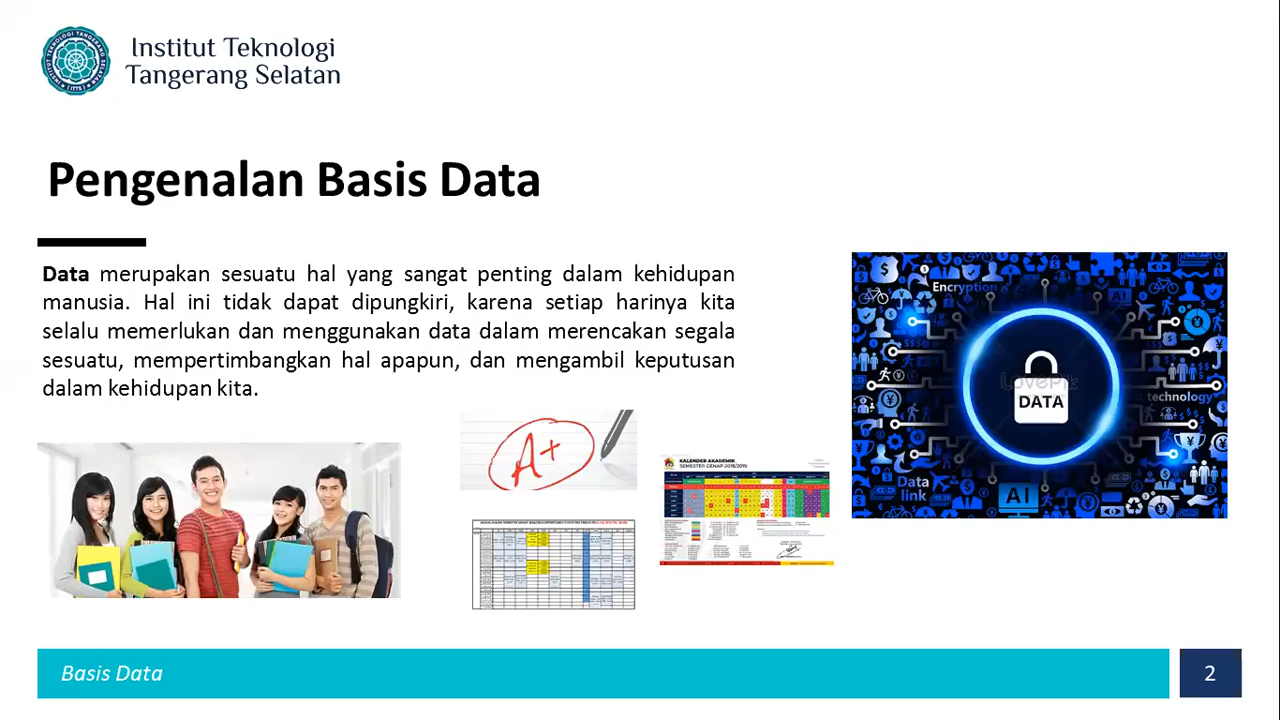 Institut Teknologi
Tangerang Selatan
Pengenalan Basis Data
Data merupakan sesuatu hal yang sangat penting dalam kehidupan
manusia. Hal ini tidak dapat dipungkiri, karena setiap harinya kita
selalu memerlukan dan menggunakan data dalam merencakan segala
sesuatu, mempertimbangkan hal apapun, dan mengambil keputusan
dalam kehidupan kita.
Encryption
AI
DATA
technology
Data
link
AI
A+
KALENDER AKADEMIK
SEMESTER GENAP 2018/2019
Basis Data
2